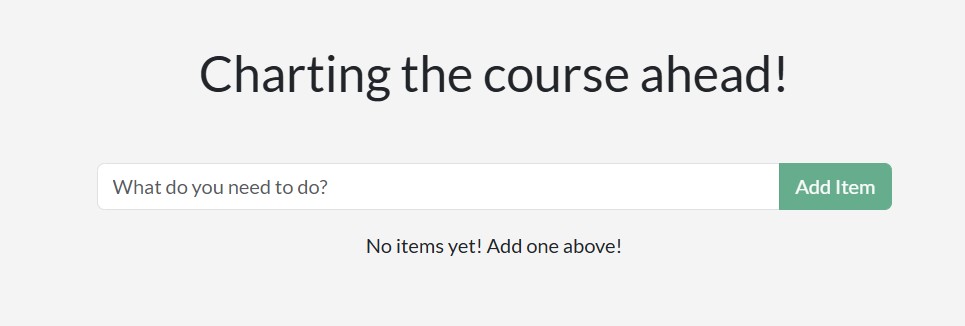 Charting the course ahead!
What do you need to do?
Add Item
No items yet! Add one above!